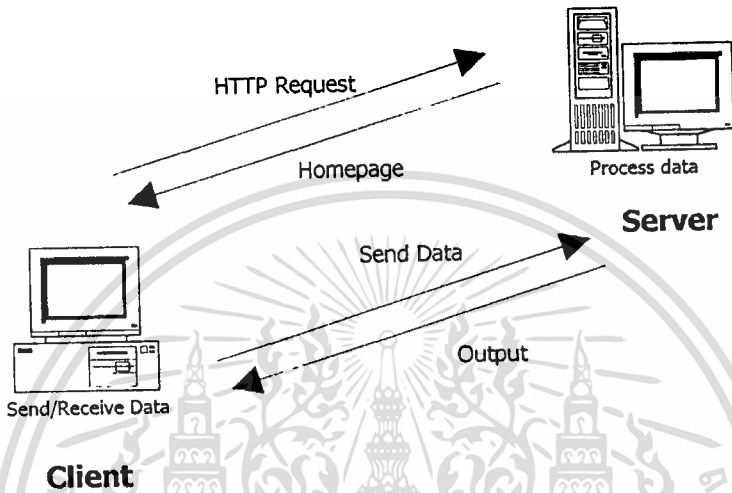 HTTP Request
Homepage
Process data
Server
Send Data
Output
Send/Receive Data
Client